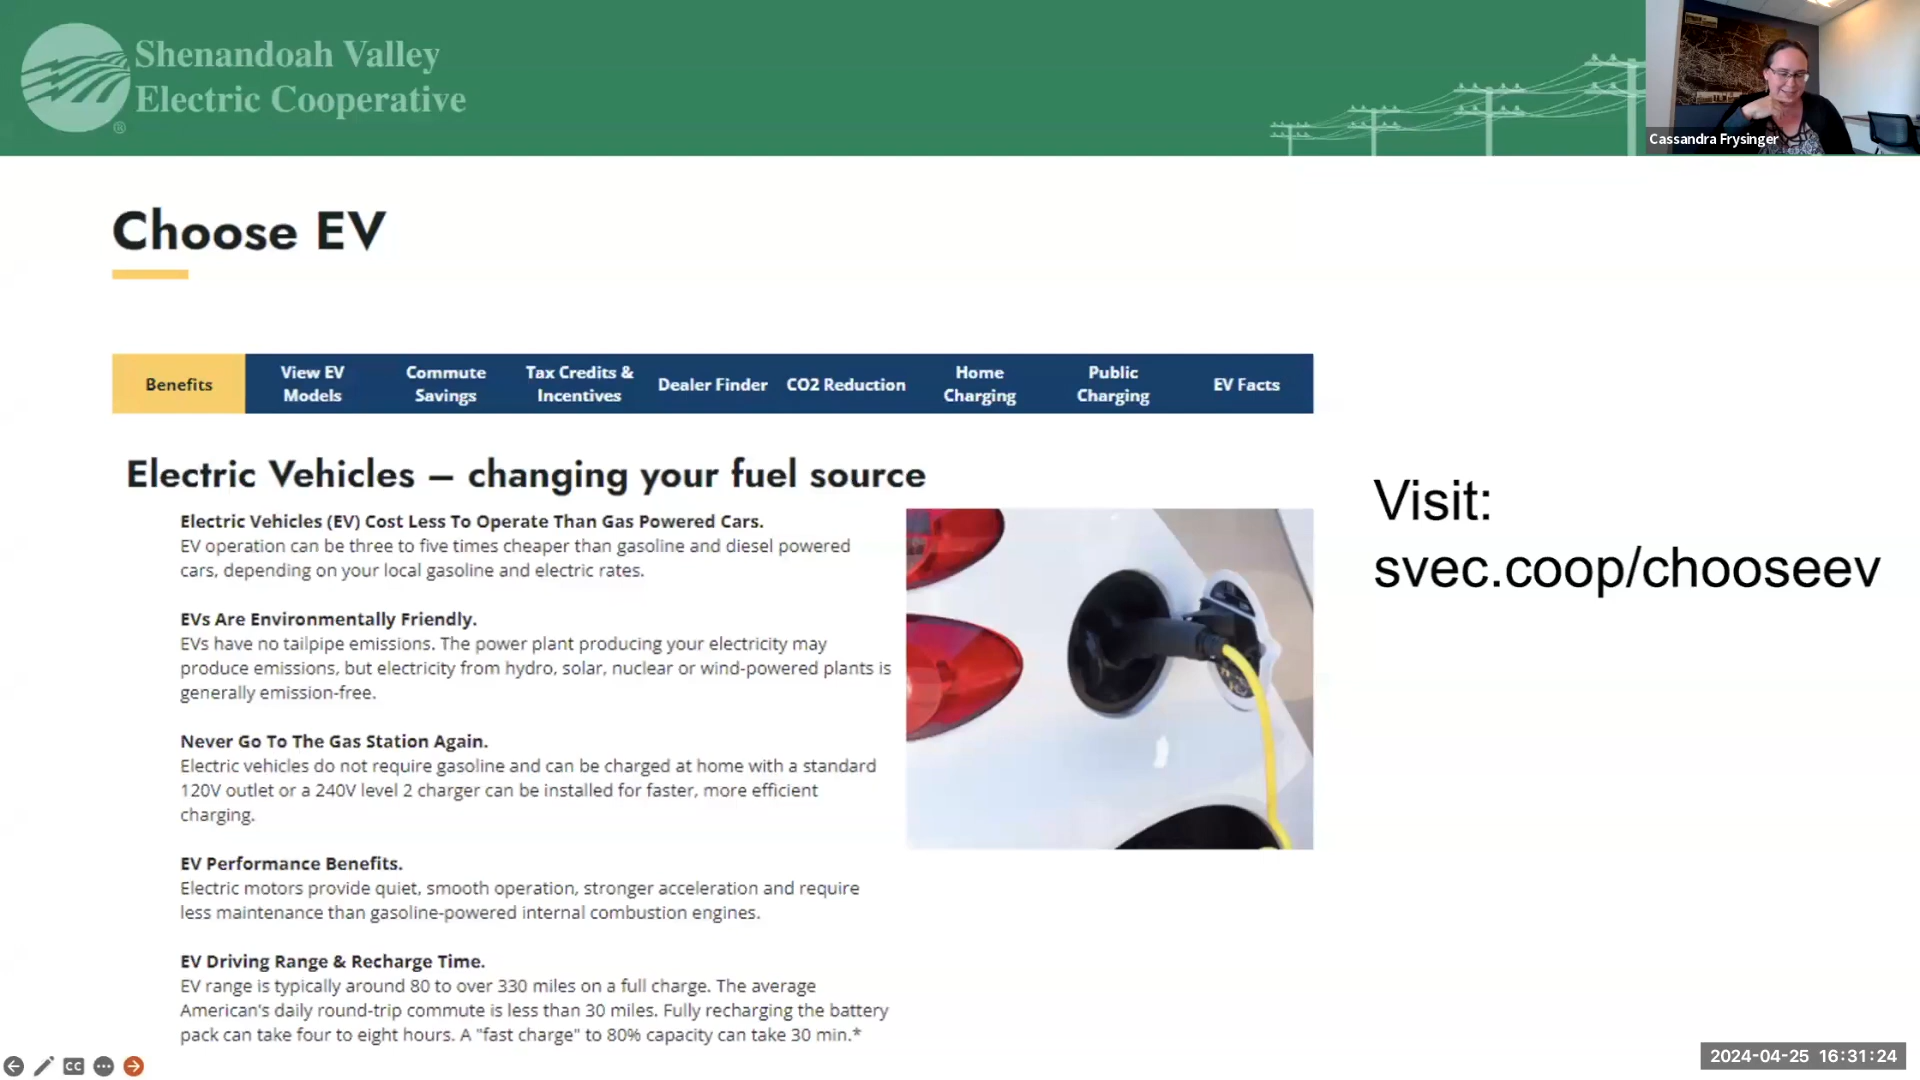 Shenandoah Valley
Electric Cooperative
®
Cassandra Frysinger
Choose EV
Benefits
View EV
Models
Commute
Savings
Tax Credits &
Incentives
Dealer Finder
CO2 Reduction
Home
Charging
Public
Charging
EV Facts
Electric Vehicles – changing your fuel source
Electric Vehicles (EV) Cost Less To Operate Than Gas Powered Cars.
EV operation can be three to five times cheaper than gasoline and diesel powered
cars, depending on your local gasoline and electric rates.
EVs Are Environmentally Friendly.
EVs have no tailpipe emissions. The power plant producing your electricity may
produce emissions, but electricity from hydro, solar, nuclear or wind-powered plants is
generally emission-free.
Never Go To The Gas Station Again.
Electric vehicles do not require gasoline and can be charged at home with a standard
120V outlet or a 240V level 2 charger can be installed for faster, more efficient
charging.
EV Performance Benefits.
Electric motors provide quiet, smooth operation, stronger acceleration and require
less maintenance than gasoline-powered internal combustion engines.
EV Driving Range & Recharge Time.
EV range is typically around 80 to over 330 miles on a full charge. The average
American's daily round-trip commute is less than 30 miles. Fully recharging the battery
pack can take four to eight hours. A "fast charge" to 80% capacity can take 30 min.*
Visit:
svec.coop/chooseev
CC
2024-04-25 16:31:24